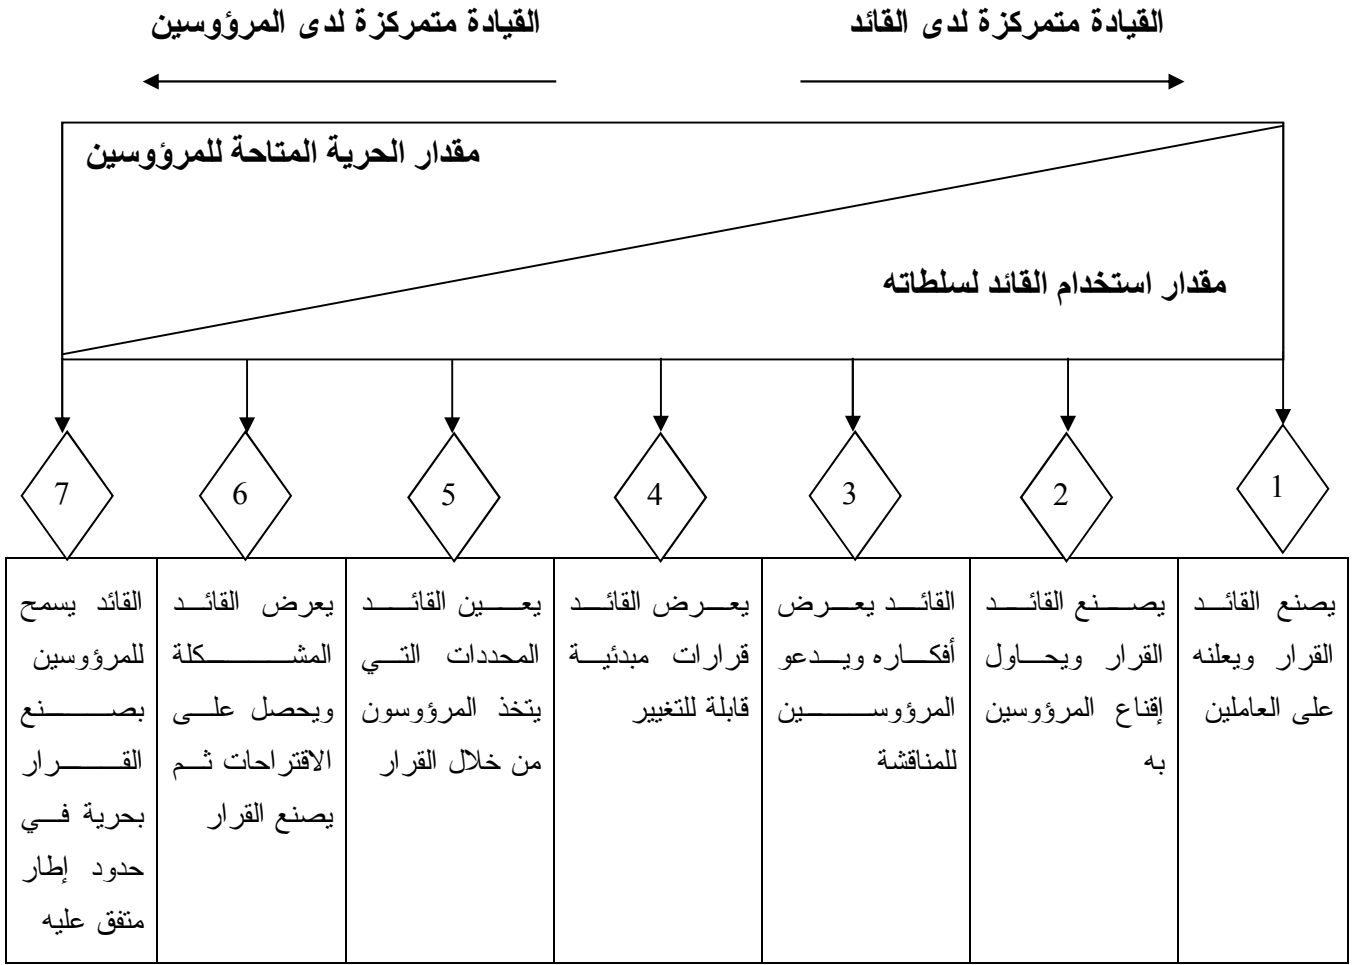 القيادة متمركزة لدى القائد
القيادة متمركزة لدى المرؤوسين
مقدار الحرية المتاحة للمرؤوسين
مقدار استخدام القائد لسلطاته
1
2
3
4
5
6
7
يصنع القائد
القرار ويعلنه
على العاملين
يصنع القائد
القرار ويحاول
إقناع المرؤوسين
به
القائد يعرض
أفكاره ويدعو
المرؤوسين
للمناقشة
يعرض القائد
قرارات مبدئية
قابلة للتغيير
يعين القائد
المحددات التي
يتخذ المرؤوسون
من خلال القرار
يعرض القائد
المشكلة
ويحصل على
الاقتراحات ثم
يصنع القرار
القائد يسمح
للمرؤوسين
بصنع
القرار
بحرية في
حدود إطار
متفق عليه